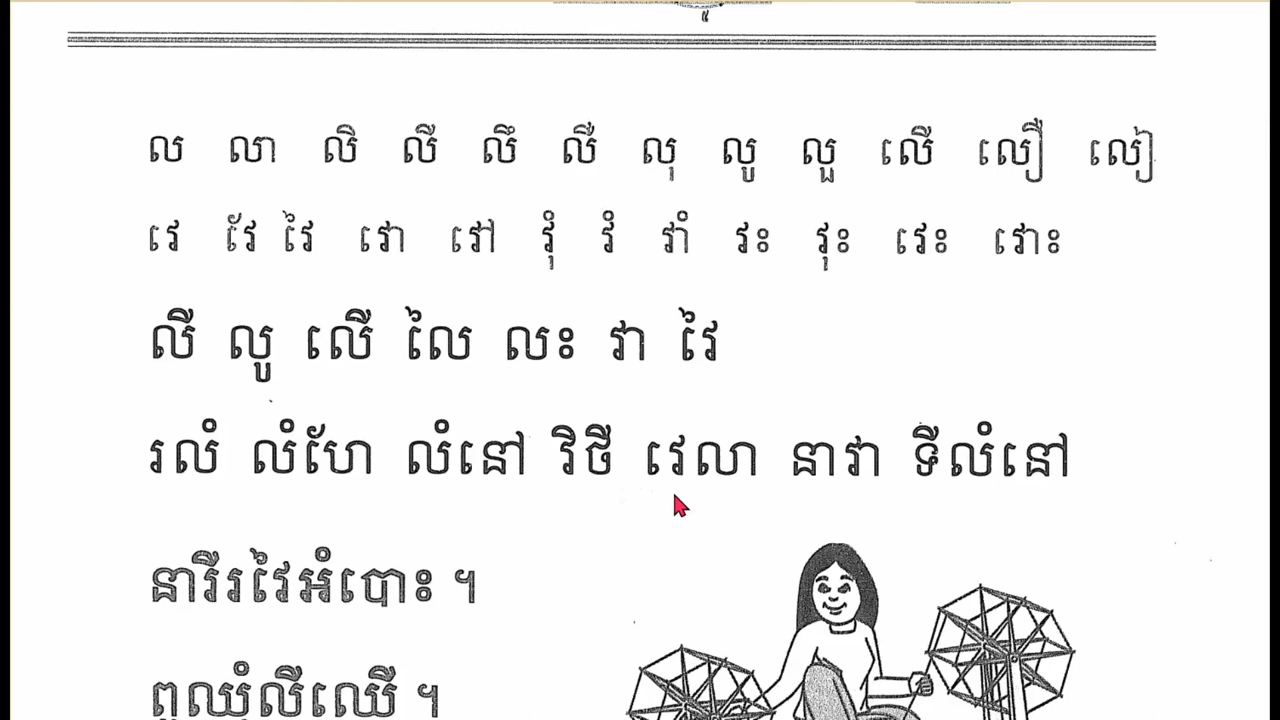 ៥
ល លា លិ លី លឹ លឺ លុ លូ លួ លើ លឿ លៀ
វេ វែ វៃ វោ វៅ វុំ វំ វាំ វះ វុះ វេះ វោះ
លី លូ លើ លៃ លះ វា វៃ
រលំ លំហែ លំនៅ វិថី វេលា នាវា ទីលំនៅ
នារីរវៃអំបោះ ។
ឮឈ្មុំលីឈើ ។